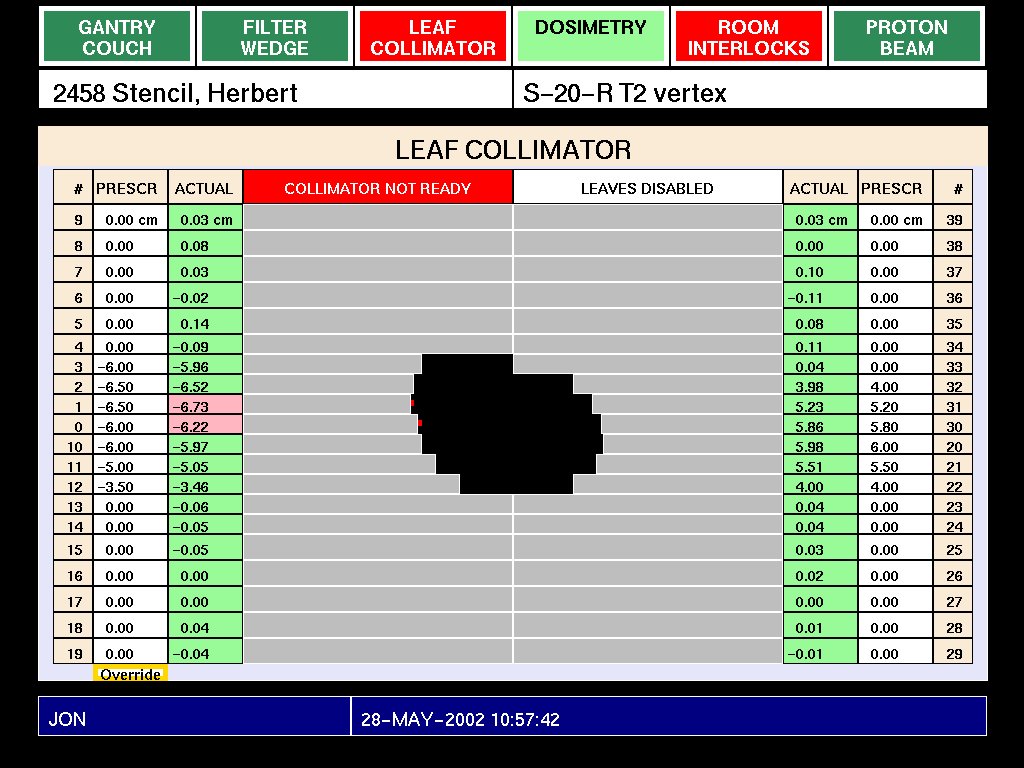 GANTRY COUCH FILTER WEDGE LEAF COLLIMATOR DOSIMETRY ROOM INTERLOCKS PROTON BEAM
2458 Stencil, Herbert S-20-R T2 vertex
LEAF COLLIMATOR
# PRESCR ACTUAL COLLIMATOR NOT READY LEAVES DISABLED ACTUAL PRESCR #
9 0.00 cm 0.03 cm 0.03 cm 0.00 cm 39
8 0.00 0.08 0.00 0.00 38
7 0.00 0.03 0.10 0.00 37
6 0.00 -0.02 -0.11 0.00 36
5 0.00 0.14 0.08 0.00 35
4 0.00 -0.09 0.11 0.00 34
3 -6.00 -5.96 0.04 0.00 33
2 -6.50 -6.52 3.98 4.00 32
1 -6.50 -6.73 5.23 5.20 31
0 -6.00 -6.22 5.86 5.80 30
10 -6.00 -5.97 5.98 6.00 20
11 -5.00 -5.05 5.51 5.50 21
12 -3.50 -3.46 4.00 4.00 22
13 0.00 -0.06 0.04 0.00 23
14 0.00 -0.05 0.04 0.00 24
15 0.00 -0.05 0.03 0.00 25
16 0.00 0.00 0.02 0.00 26
17 0.00 0.00 0.00 0.00 27
18 0.00 0.04 0.01 0.00 28
19 0.00 -0.04 -0.01 0.00 29
Override
JON 28-MAY-2002 10:57:42